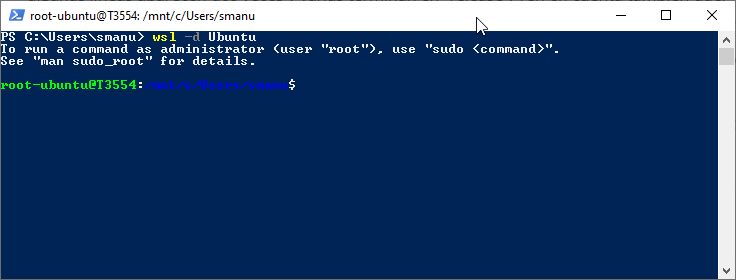 root-ubuntu@T3554: /mnt/c/Users/smanu
PS C:\Users\smanu> wsl -d Ubuntu
To run a command as administrator (user "root"), use "sudo <command>".
See "man sudo_root" for details.
root-ubuntu@T3554:/mnt/c/Users/smanu$